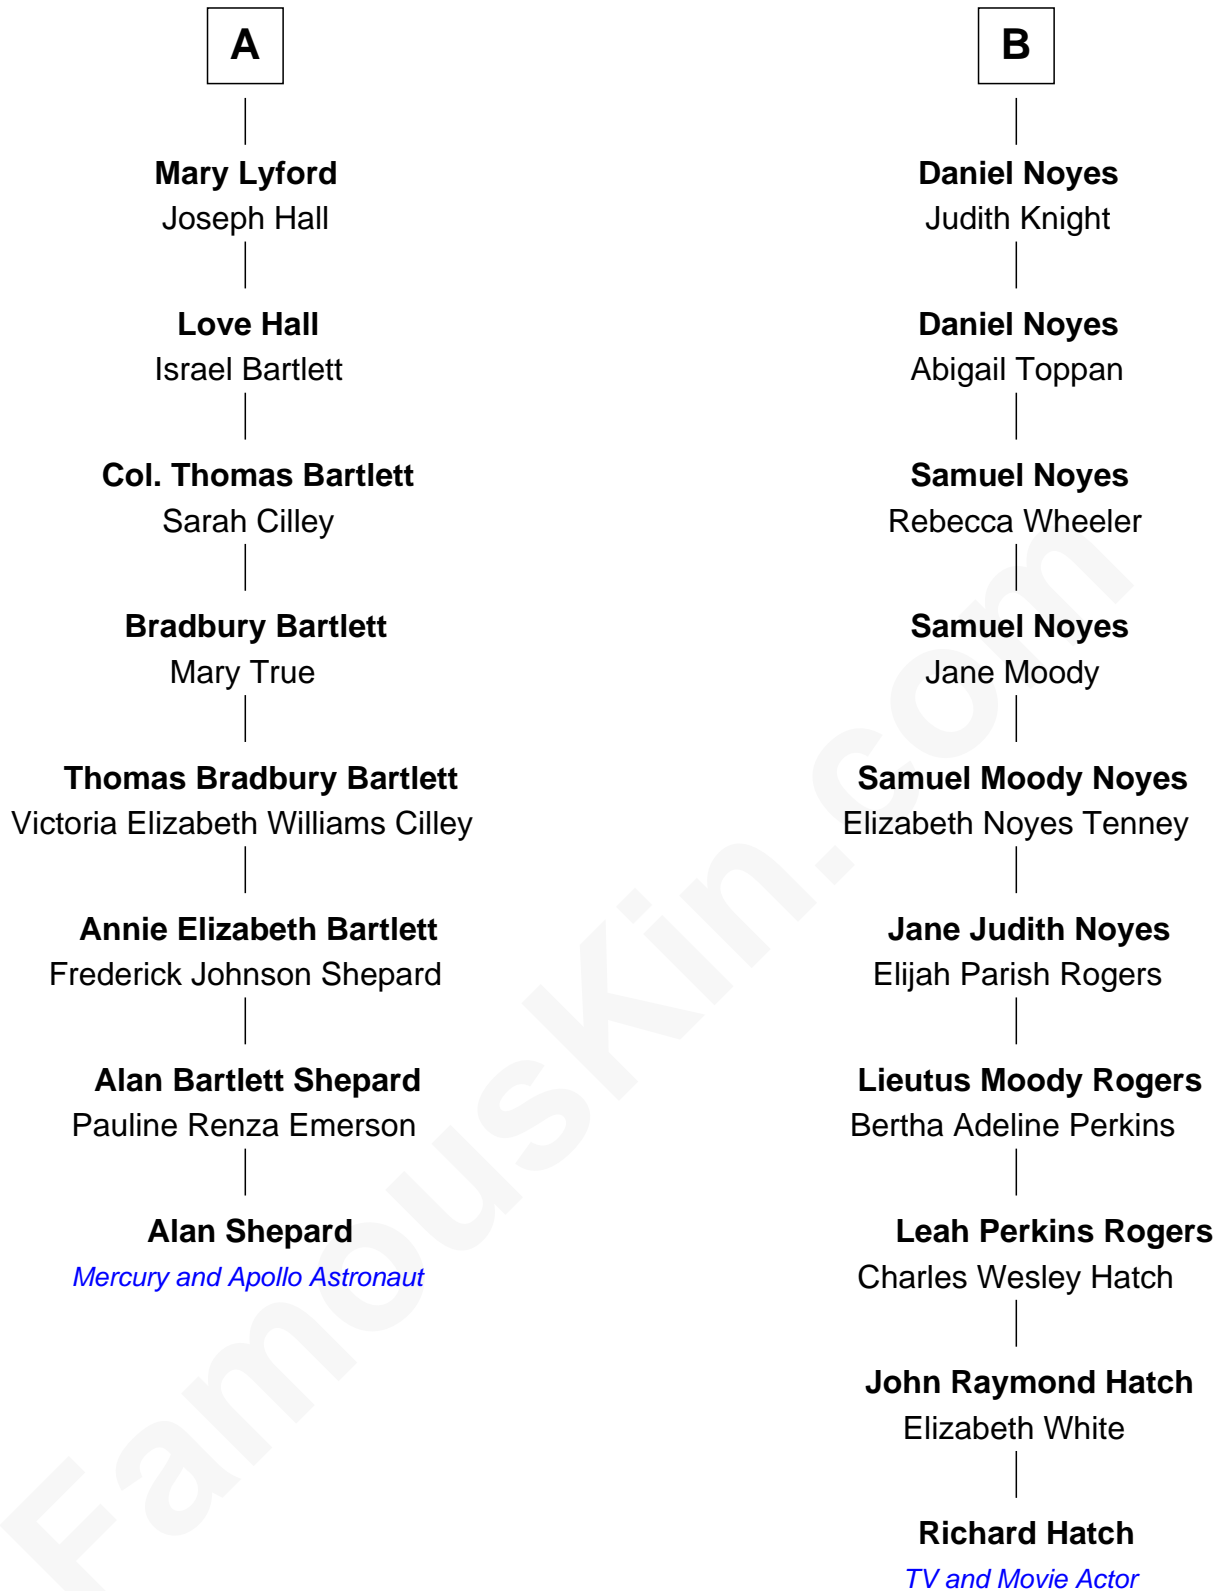 A
Mary Lyford
Joseph Hall
Love Hall
Israel Bartlett
Col. Thomas Bartlett
Sarah Cilley
Bradbury Bartlett
Mary True
Thomas Bradbury Bartlett
Victoria Elizabeth Williams Cilley
Annie Elizabeth Bartlett
Frederick Johnson Shepard
Alan Bartlett Shepard
Pauline Renza Emerson
Alan Shepard
Mercury and Apollo Astronaut
B
Daniel Noyes
Judith Knight
Daniel Noyes
Abigail Toppan
Samuel Noyes
Rebecca Wheeler
Samuel Noyes
Jane Moody
Samuel Moody Noyes
Elizabeth Noyes Tenney
Jane Judith Noyes
Elijah Parish Rogers
Lieutus Moody Rogers
Bertha Adeline Perkins
Leah Perkins Rogers
Charles Wesley Hatch
John Raymond Hatch
Elizabeth White
Richard Hatch
TV and Movie Actor
FamousKin.com